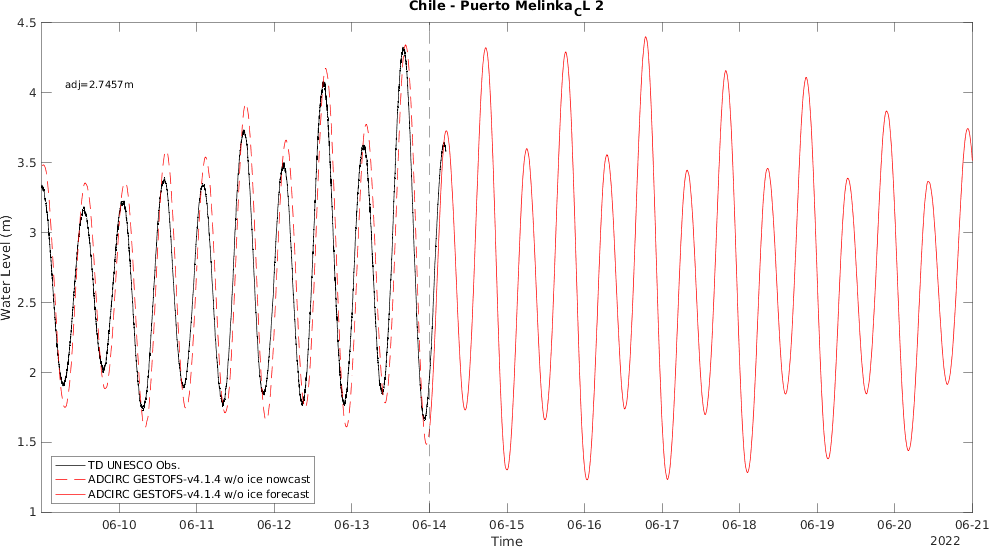 Chile - Puerto Melinka_CL 2
4.5
4
3.5
3
2.5
2
1.5
1
Water Level (m)
adj=2.7457m
TD UNESCO Obs.
ADCIRC GESTOFS-v4.1.4 w/o ice nowcast
ADCIRC GESTOFS-v4.1.4 w/o ice forecast
06-10 06-11 06-12 06-13 06-14 06-15 06-16 06-17 06-18 06-19 06-20 06-21
Time
2022